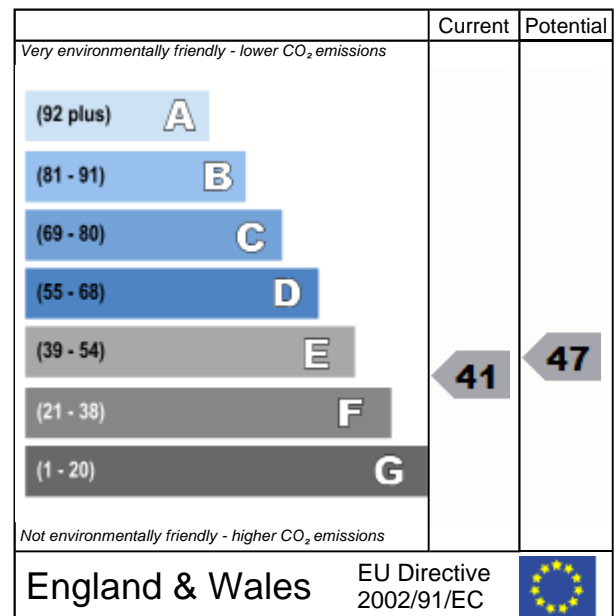 Current Potential
Very environmentally friendly - lower CO₂ emissions
(92 plus) A
(81 - 91) B
(69 - 80) C
(55 - 68) D
(39 - 54) E
41
47
(21 - 38) F
(1 - 20) G
Not environmentally friendly - higher CO₂ emissions
England & Wales
EU Directive
2002/91/EC